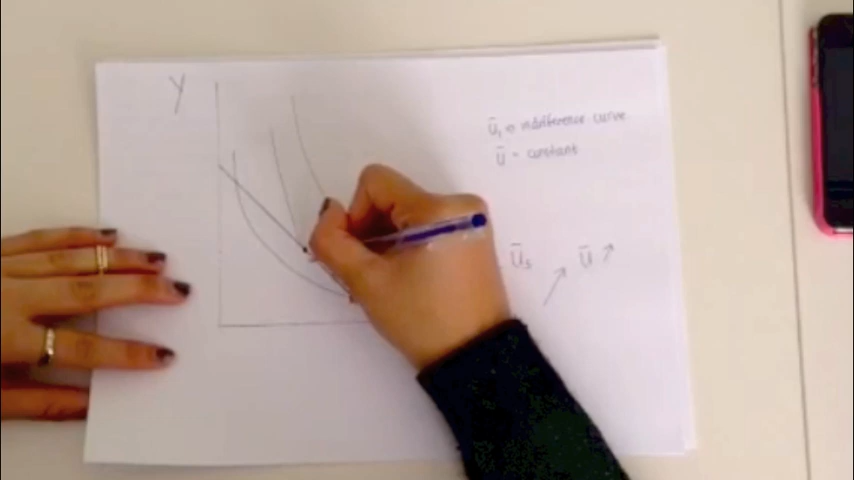 Y
Ū₁ = indifference curve
Ū = constant
Ū₃ Ū